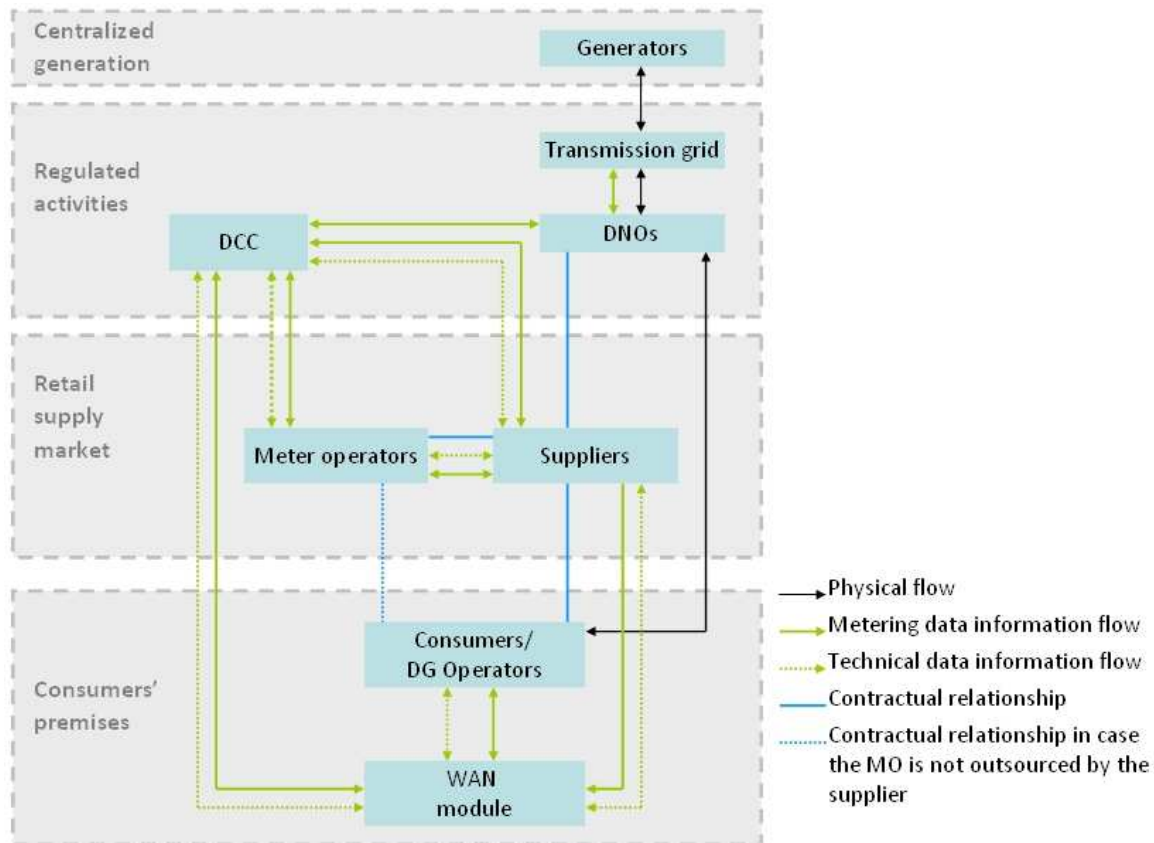 Centralized
generation
Generators
Transmission grid
Regulated
activities
DCC
DNOs
Retail
supply
market
Meter operators
Suppliers
Consumers/
DG Operators
Consumers’
premises
WAN
module
Physical flow
Metering data information flow
Technical data information flow
Contractual relationship
Contractual relationship in case
the MO is not outsourced by the
supplier